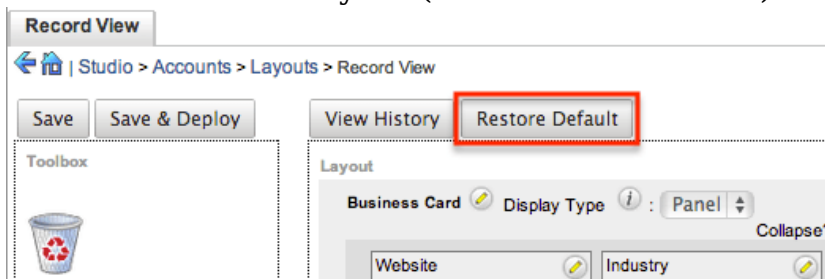 Record View
| Studio > Accounts > Layouts > Record View
Save Save & Deploy View History Restore Default
Toolbox
Layout
Business Card Display Type i : Panel
Collapse?
Website Industry